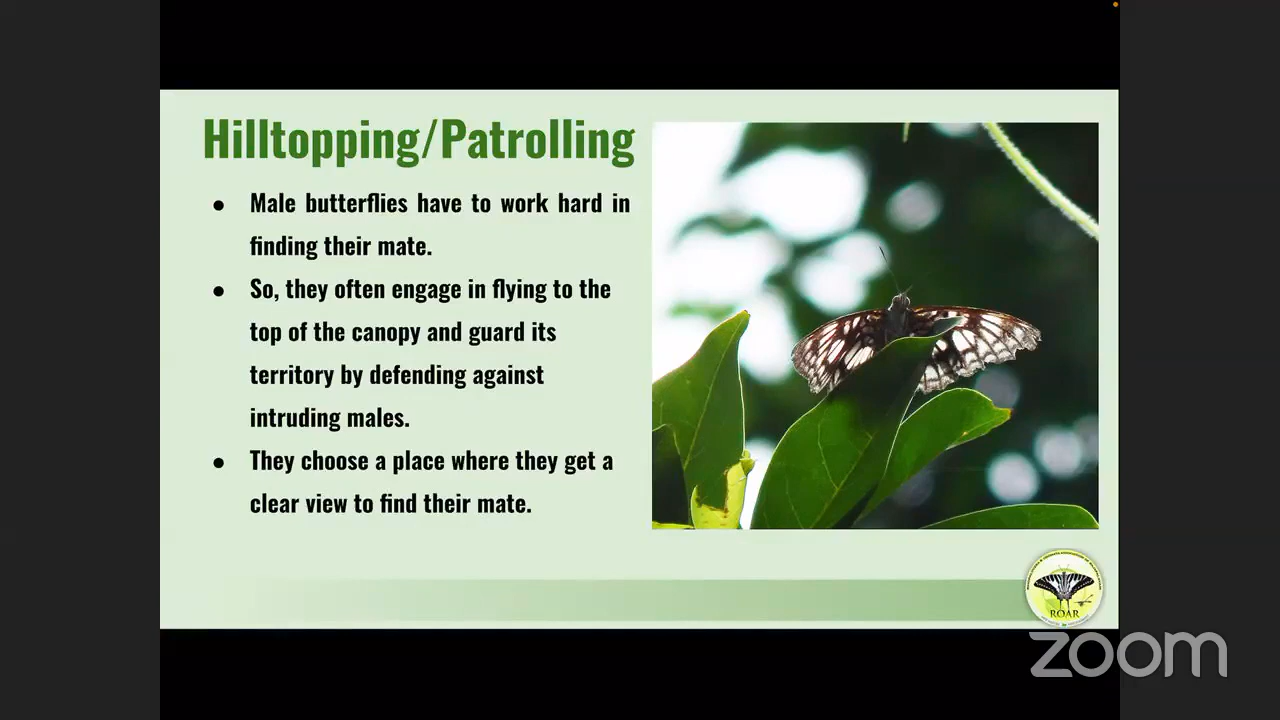 Hilltopping/Patrolling
● Male butterflies have to work hard in
finding their mate.
● So, they often engage in flying to the
top of the canopy and guard its
territory by defending against
intruding males.
● They choose a place where they get a
clear view to find their mate.
ROAR
zoom